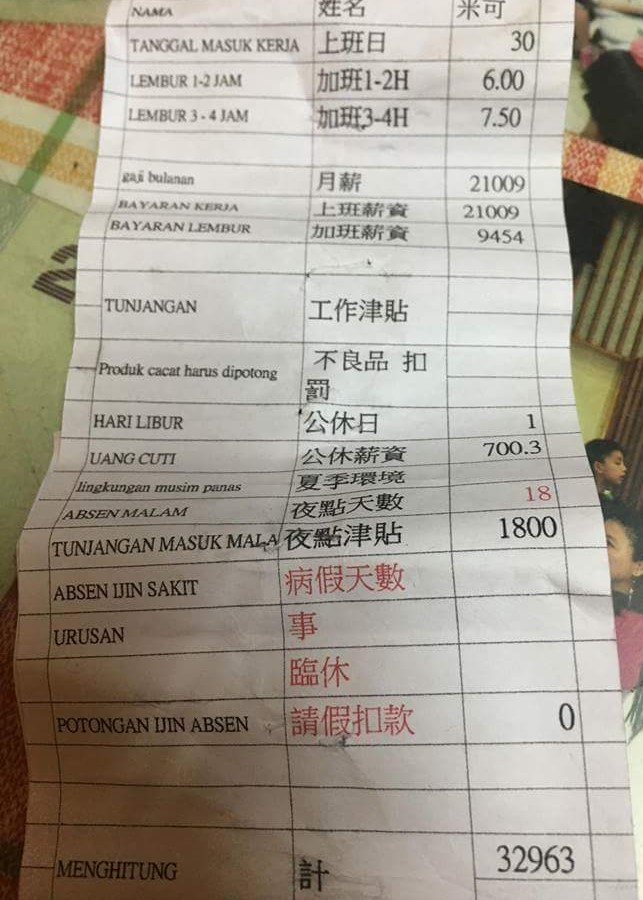 NAMA 姓名 米可
TANGGAL MASUK KERJA 上班日 30
LEMBUR 1-2 JAM 加班1-2H 6.00
LEMBUR 3 - 4 JAM 加班3-4H 7.50
gaji bulanan 月薪 21009
BAYARAN KERJA 上班薪資 21009
BAYARAN LEMBUR 加班薪資 9454
TUNJANGAN 工作津貼
Produk cacat harus dipotong 不良品 扣
罰
HARI LIBUR 公休日 1
UANG CUTI 公休薪資 700.3
lingkungan musim panas 夏季環境
ABSEN MALAM 夜點天數 18
TUNJANGAN MASUK MALA 夜點津貼 1800
ABSEN IJIN SAKIT 病假天數
URUSAN 事
臨休
POTONGAN IJIN ABSEN 請假扣款 0
MENGHITUNG 計 32963